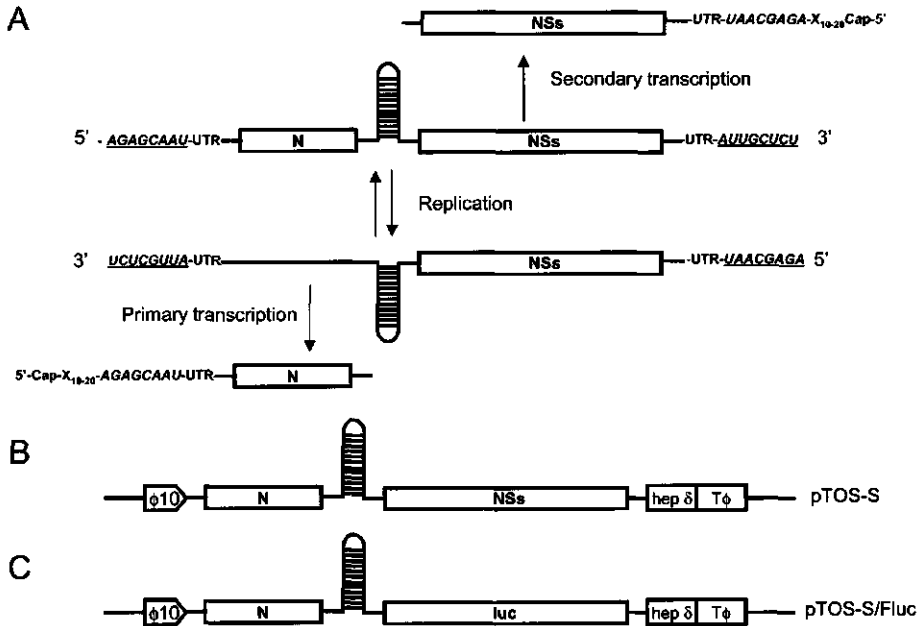 A
NSs
UTR-UAACGAGA-X10-20Cap-5'
Secondary transcription
5'
AGAGCAAU-UTR
N
NSs
UTR-AUUGCUCU
3'
Replication
3'
UCUCGUUA-UTR
NSs
UTR-UAACGAGA
5'
Primary transcription
5'-Cap-X10-20-AGAGCAAU-UTR
N
B
ϕ10
N
NSs
hep δ
Tϕ
pTOS-S
C
ϕ10
N
luc
hep δ
Tϕ
pTOS-S/Fluc